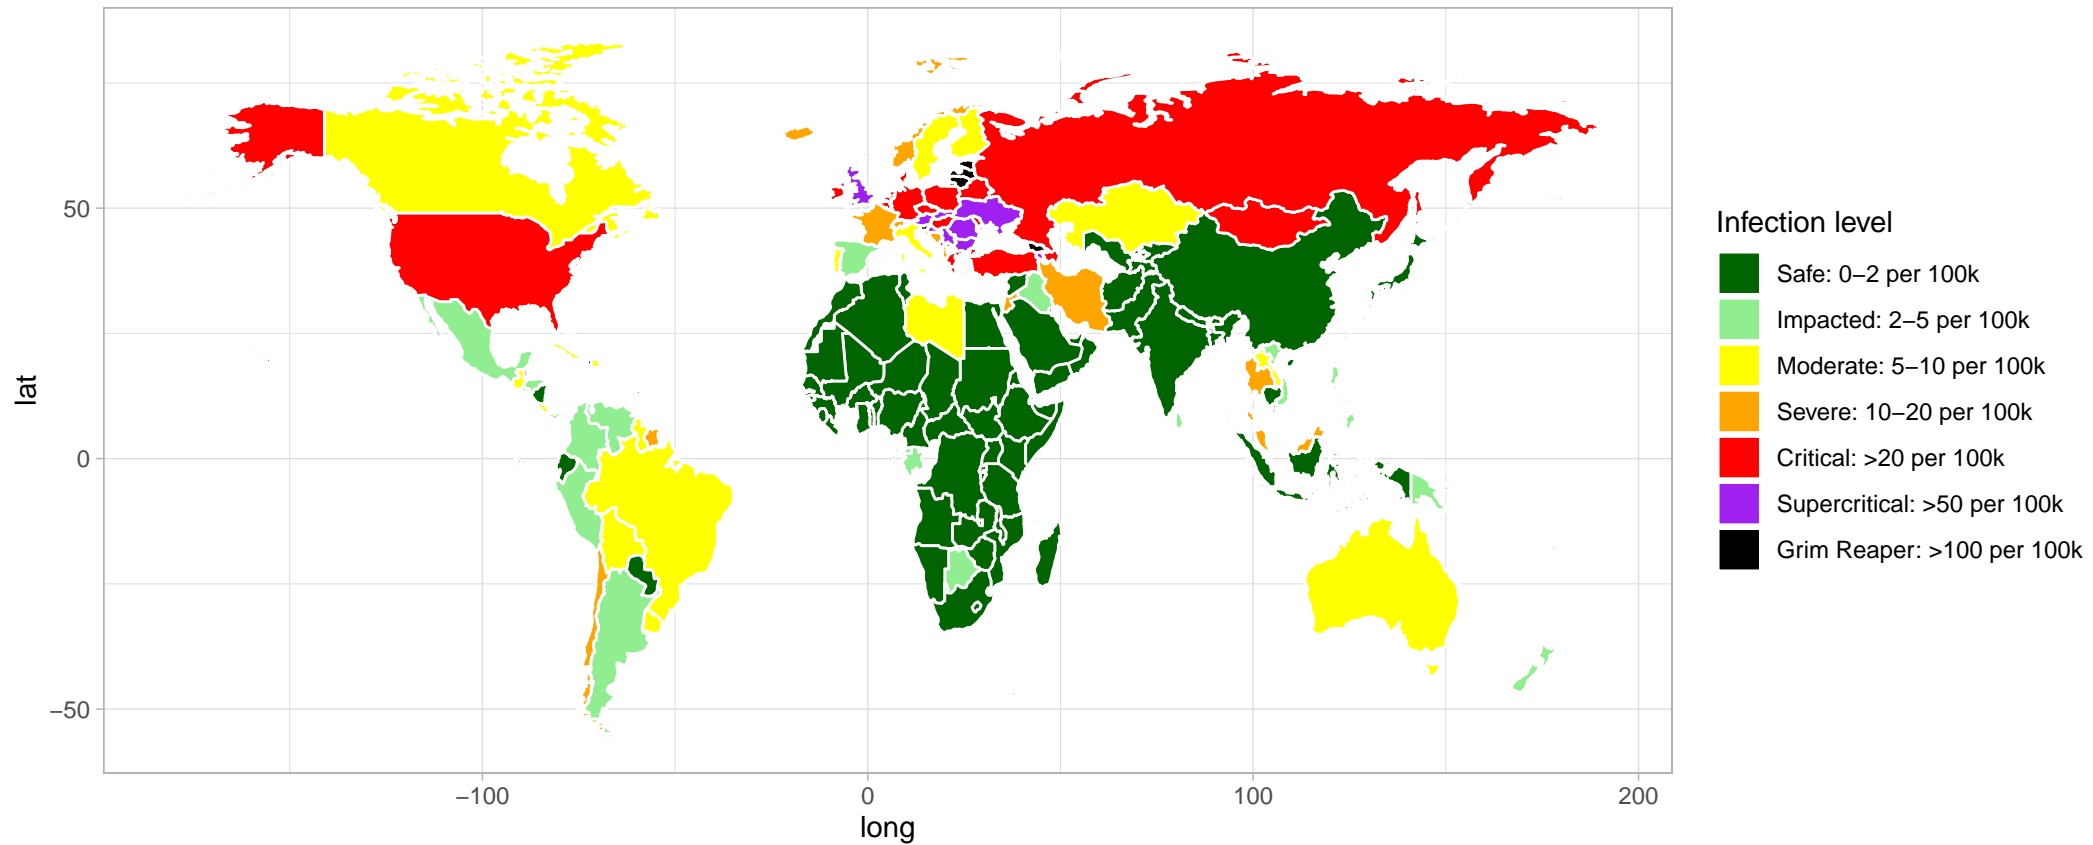 50
0
−50
lat
−100
0
100
200
long
Infection level
Safe: 0−2 per 100k
Impacted: 2−5 per 100k
Moderate: 5−10 per 100k
Severe: 10−20 per 100k
Critical: >20 per 100k
Supercritical: >50 per 100k
Grim Reaper: >100 per 100k